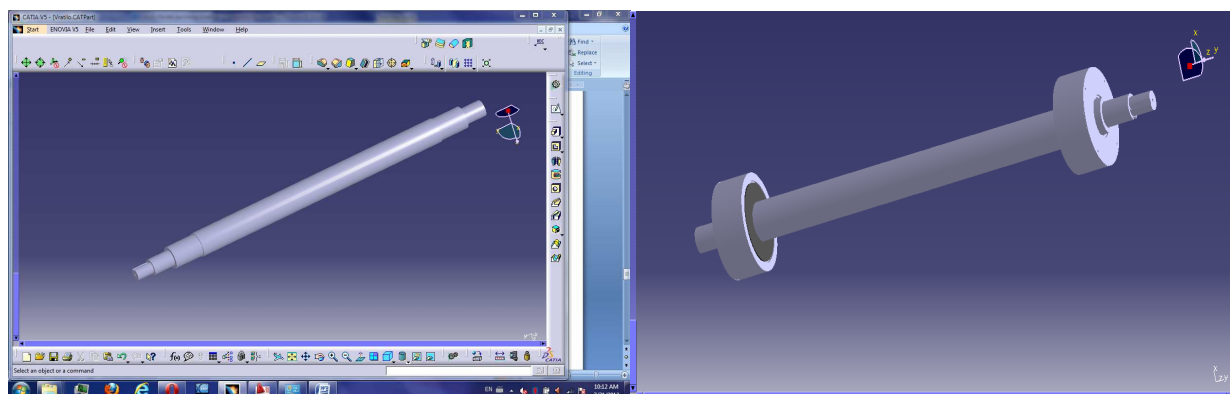 CATIA V5 - [Vratilo.CATPart]
Start ENOVIA V5 File Edit View Insert Tools Window Help
Find
Replace
Select
Editing
x
z y
f(x)
CATIA
Select an object or a command
EN
10:12 AM
x
z y